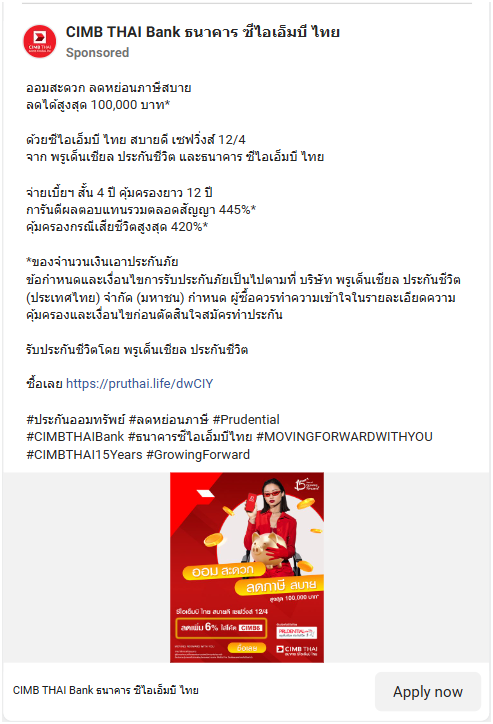 CIMB THAI Bank ธนาคาร ซีไอเอ็มบี ไทย
Sponsored
ออมสะดวก ลดหย่อนภาษีสบาย
ลดได้สูงสุด 100,000 บาท*
ด้วยซีไอเอ็มบี ไทย สบายดี เซฟวิ่งส์ 12/4
จาก พรูเด็นเชียล ประกันชีวิต และธนาคาร ซีไอเอ็มบี ไทย
จ่ายเบี้ยฯ สั้น 4 ปี คุ้มครองยาว 12 ปี
การันตีผลตอบแทนรวมตลอดสัญญา 445%*
คุ้มครองกรณีเสียชีวิตสูงสุด 420%*
*ของจำนวนเงินเอาประกันภัย
ข้อกำหนดและเงื่อนไขการรับประกันภัยเป็นไปตามที่ บริษัท พรูเด็นเชียล ประกันชีวิต
(ประเทศไทย) จำกัด (มหาชน) กำหนด ผู้ซื้อควรทำความเข้าใจในรายละเอียดความ
คุ้มครองและเงื่อนไขก่อนตัดสินใจสมัครทำประกัน
รับประกันชีวิตโดย พรูเด็นเชียล ประกันชีวิต
ซื้อเลย https://pruthai.life/dwCIY
#ประกันออมทรัพย์ #ลดหย่อนภาษี #Prudential
#CIMBTHAIBank #ธนาคารซีไอเอ็มบีไทย #MOVINGFORWARDWITHYOU
#CIMBTHAI15Years #GrowingForward
ออม สะดวก
ลดภาษี สบาย
สูงสุด 100,000 บาท*
ซีไอเอ็มบี ไทย สบายดี เซฟวิ่งส์ 12/4
ลดเพิ่ม 6% ใส่โค้ด CIMB6
PRUDENTIAL
ซื้อเลย
CIMB THAI
CIMB THAI Bank ธนาคาร ซีไอเอ็มบี ไทย
Apply now